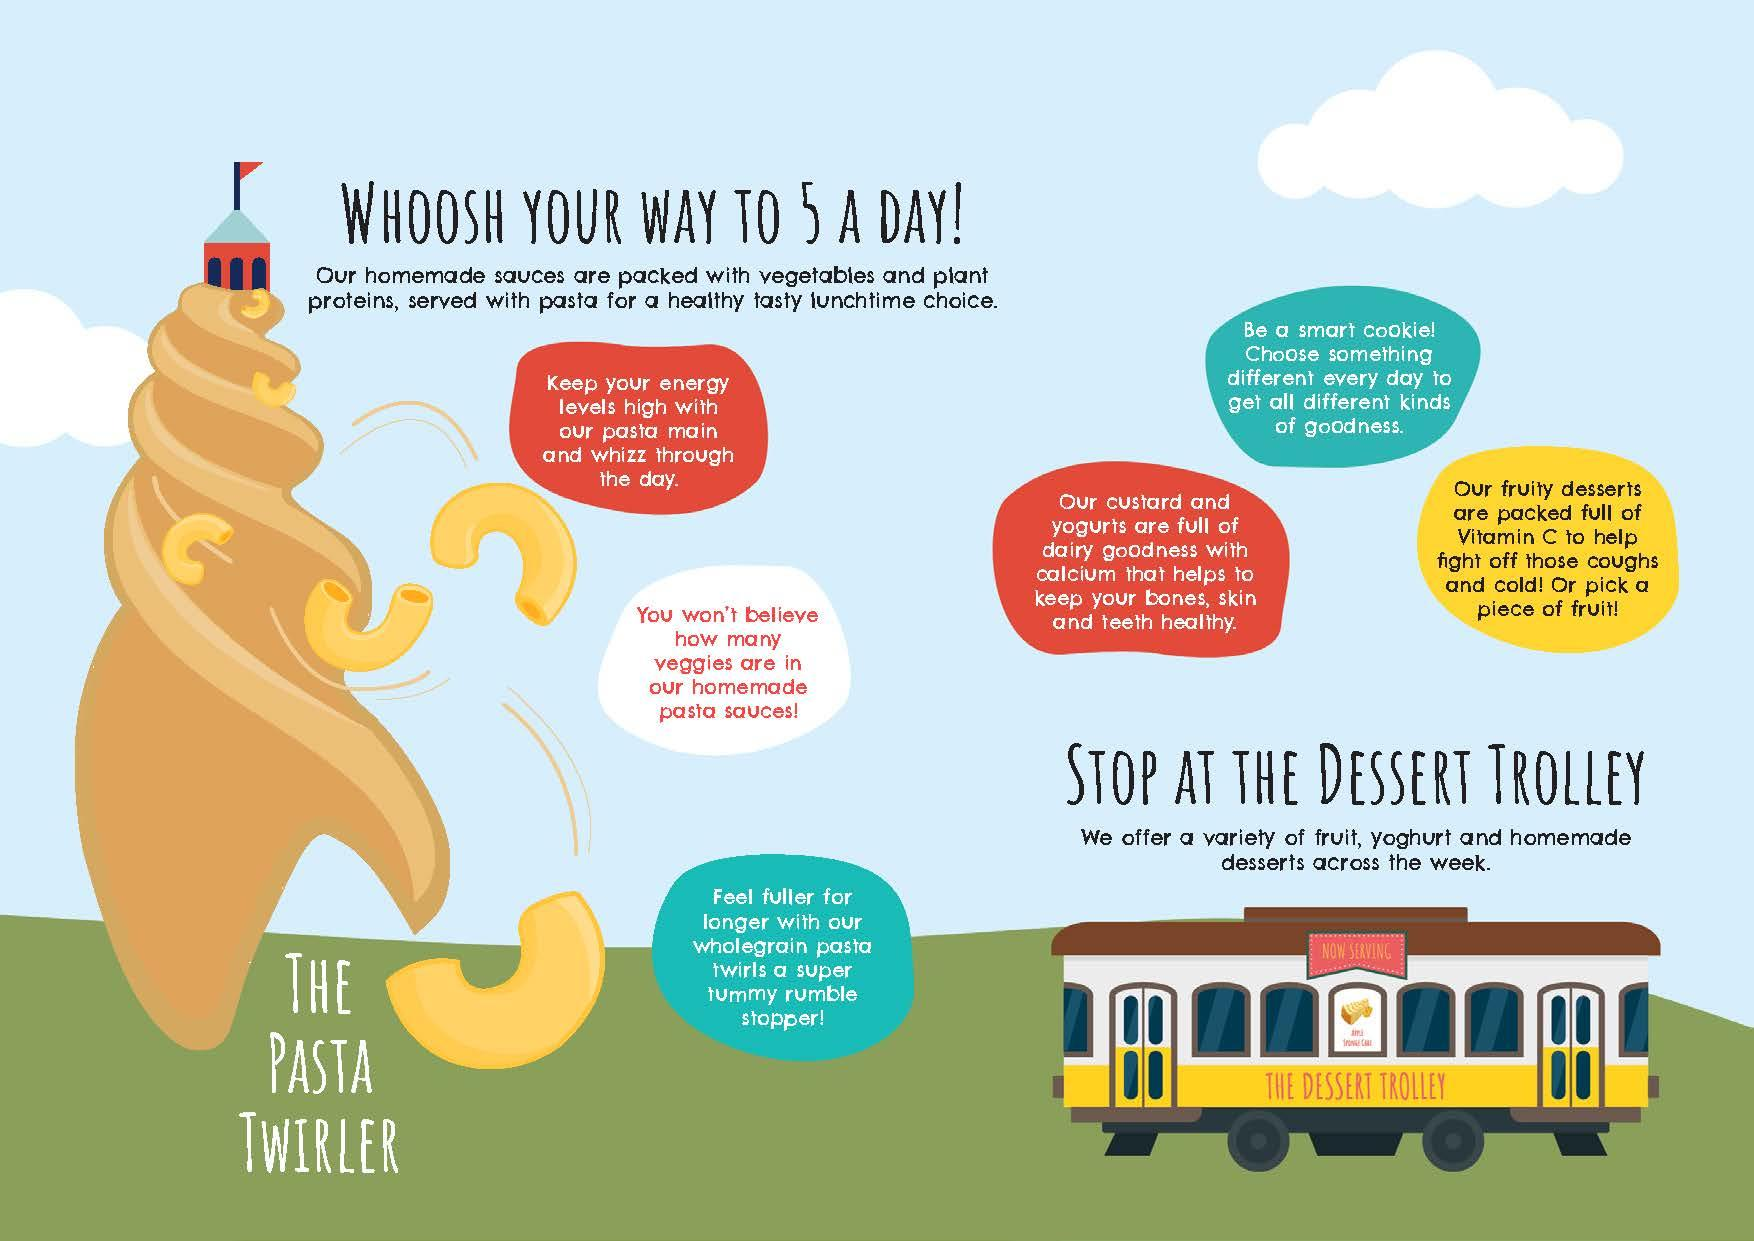 Whoosh your way to 5 a day!
Our homemade sauces are packed with vegetables and plant
proteins, served with pasta for a healthy tasty lunchtime choice.
Keep your energy
levels high with
our pasta main
and whizz through
the day.
You won't believe
how many
veggies are in
our homemade
pasta sauces!
Feel fuller for
longer with our
wholegrain pasta
twirls a super
tummy rumble
stopper!
The
Pasta
Twirler
Be a smart cookie!
Choose something
different every day to
get all different kinds
of goodness.
Our custard and
yogurts are full of
dairy goodness with
calcium that helps to
keep your bones, skin
and teeth healthy.
Our fruity desserts
are packed full of
Vitamin C to help
fight off those coughs
and cold! Or pick a
piece of fruit!
Stop at the Dessert Trolley
We offer a variety of fruit, yoghurt and homemade
desserts across the week.
NOW SERVING
Apple
Sponge Cake
THE DESSERT TROLLEY